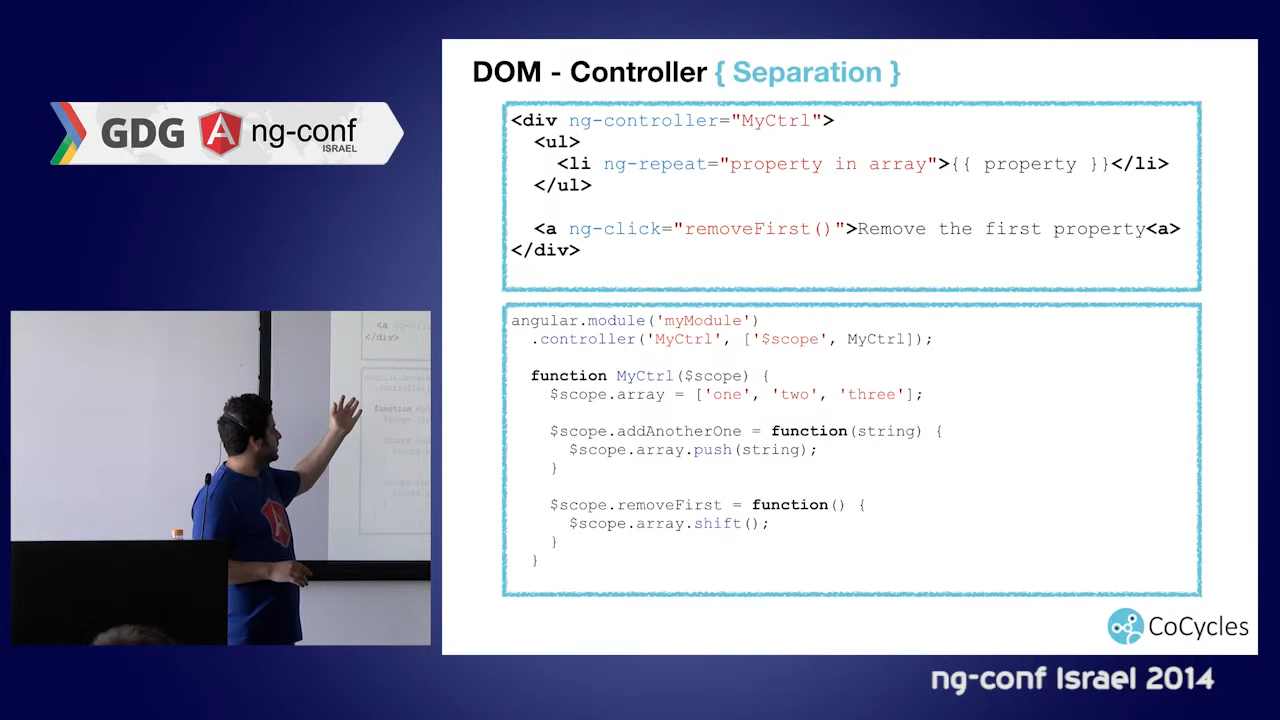 GDG ng-conf
ISRAEL
DOM - Controller { Separation }
<div ng-controller="MyCtrl">
<ul>
<li ng-repeat="property in array">{{ property }}</li>
</ul>
<a ng-click="removeFirst()">Remove the first property<a>
</div>
angular.module('myModule')
.controller('MyCtrl', ['$scope', MyCtrl]);
function MyCtrl($scope) {
$scope.array = ['one', 'two', 'three'];
$scope.addAnotherOne = function(string) {
$scope.array.push(string);
}
$scope.removeFirst = function() {
$scope.array.shift();
}
}
<a ng-
</div>
function
CoCycles
ng-conf Israel 2014